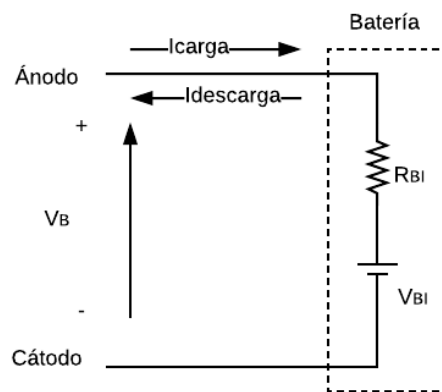 Batería
Icarga
Ánodo
Idescarga
+
RBI
VB
VBI
-
Cátodo